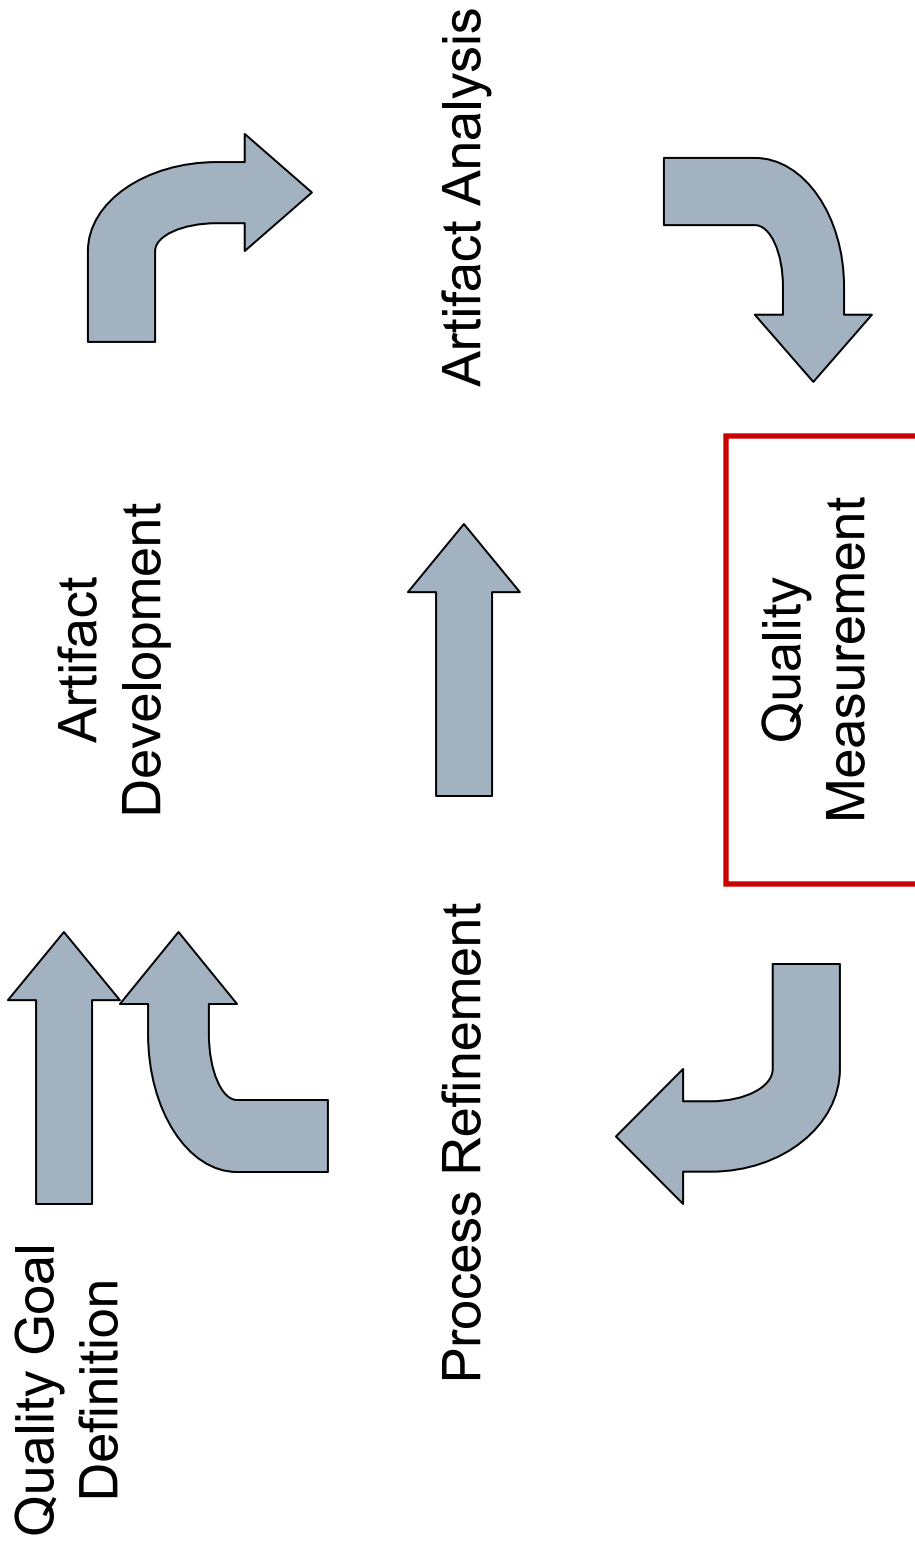 Quality Goal
Definition
Artifact
Development
Process Refinement
Artifact Analysis
Quality
Measurement